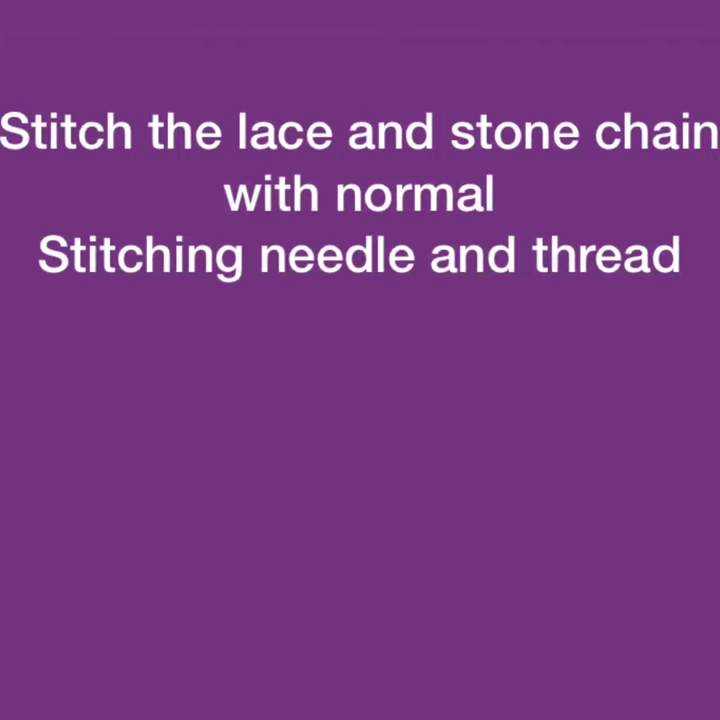 Stitch the lace and stone chain
with normal
Stitching needle and thread